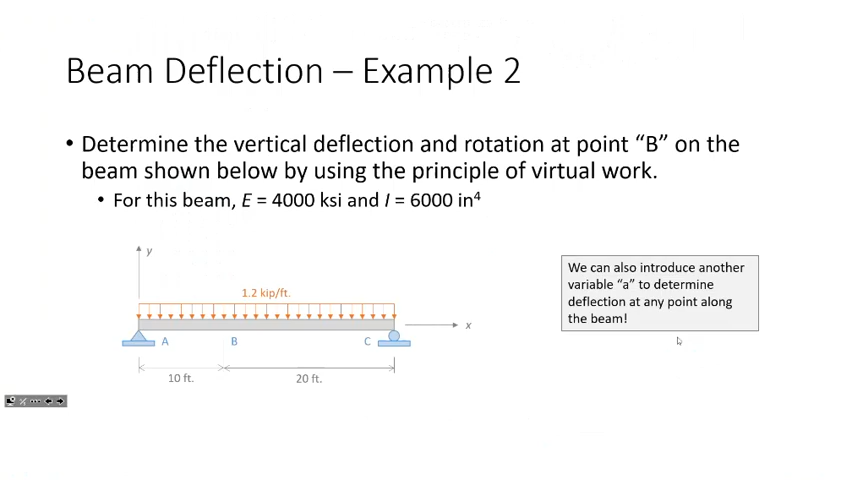 Beam Deflection – Example 2
• Determine the vertical deflection and rotation at point “B” on the
beam shown below by using the principle of virtual work.
• For this beam, E = 4000 ksi and I = 6000 in⁴
y
We can also introduce another
variable “a” to determine
deflection at any point along
the beam!
1.2 kip/ft.
x
A B C
10 ft. 20 ft.